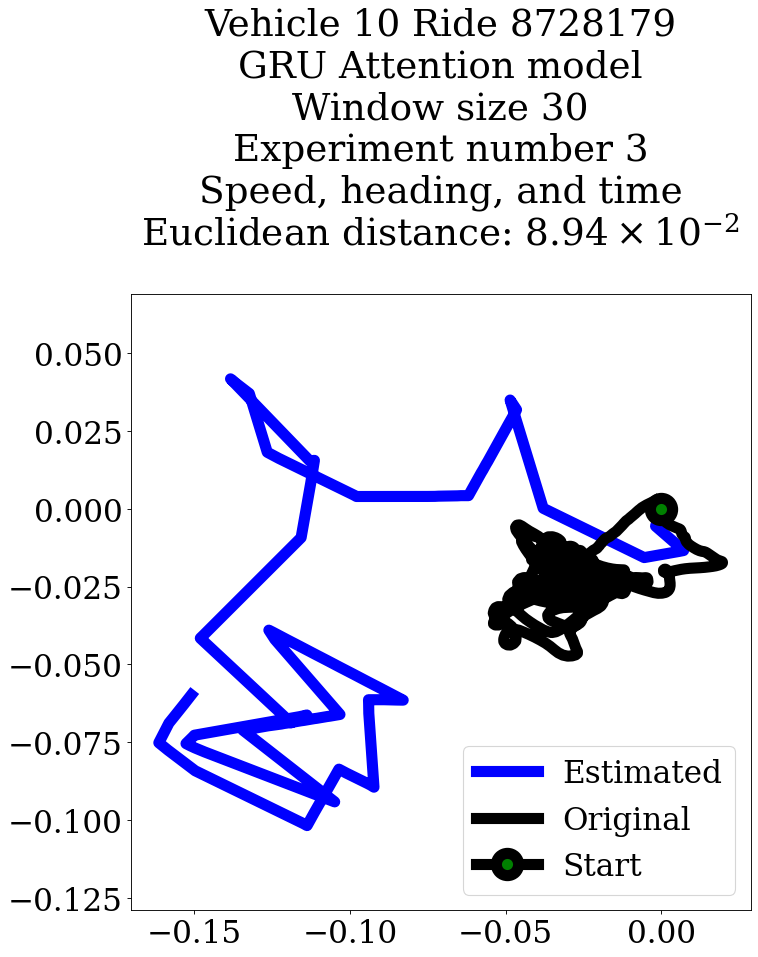 Vehicle 10 Ride 8728179
GRU Attention model
Window size 30
Experiment number 3
Speed, heading, and time
Euclidean distance: 8.94 × 10⁻²
0.050
0.025
0.000
−0.025
−0.050
−0.075
−0.100
−0.125
Estimated
Original
Start
−0.15 −0.10 −0.05 0.00